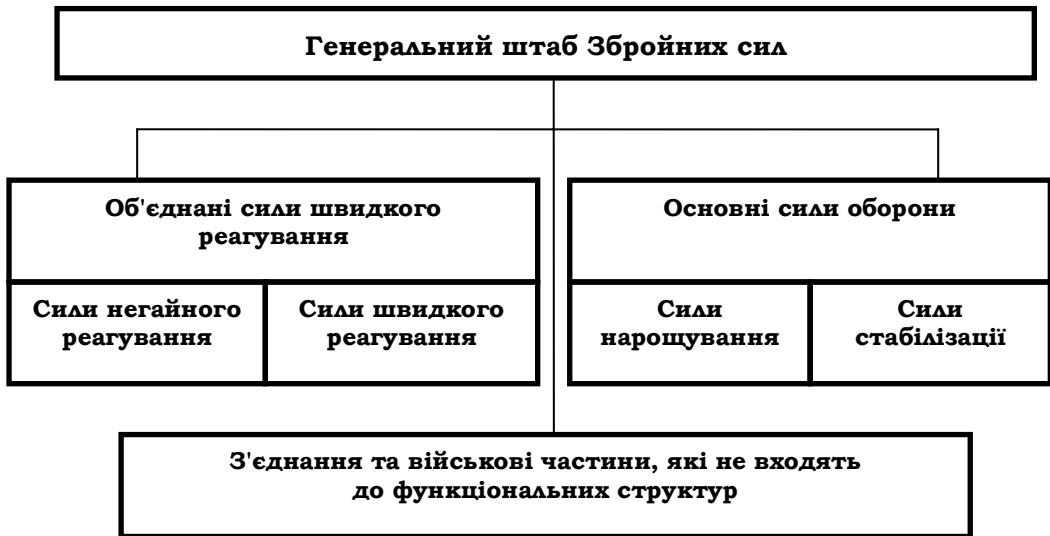 Генеральний штаб Збройних сил
Об'єднані сили швидкого
реагування
Основні сили оборони
Сили негайного
реагування
Сили швидкого
реагування
Сили
нарощування
Сили
стабілізації
З'єднання та військові частини, які не входять
до функціональних структур